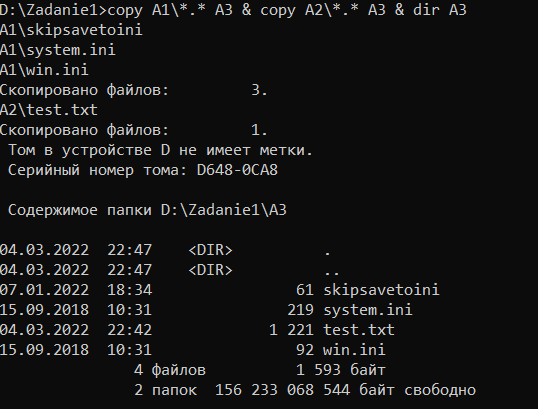 D:\Zadanie1>copy A1\*.* A3 & copy A2\*.* A3 & dir A3
A1\skipsavetoini
A1\system.ini
A1\win.ini
Скопировано файлов:         3.
A2\test.txt
Скопировано файлов:         1.
 Том в устройстве D не имеет метки.
 Серийный номер тома: D648-0CA8

 Содержимое папки D:\Zadanie1\A3

04.03.2022  22:47    <DIR>          .
04.03.2022  22:47    <DIR>          ..
07.01.2022  18:34                61 skipsavetoini
15.09.2018  10:31               219 system.ini
04.03.2022  22:42             1 221 test.txt
15.09.2018  10:31                92 win.ini
               4 файлов          1 593 байт
               2 папок  156 233 068 544 байт свободно